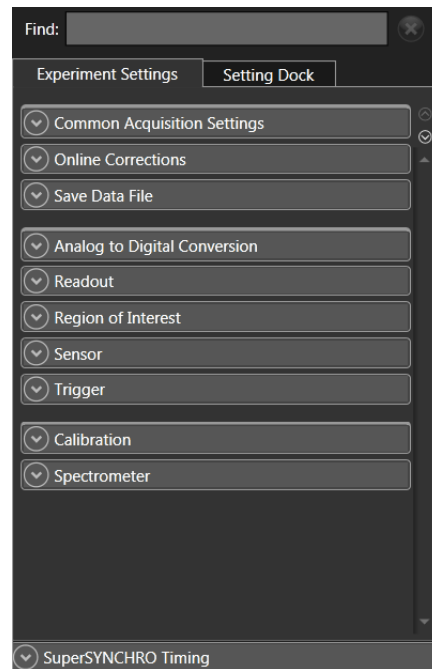 Find:
Experiment Settings
Setting Dock
Common Acquisition Settings
Online Corrections
Save Data File
Analog to Digital Conversion
Readout
Region of Interest
Sensor
Trigger
Calibration
Spectrometer
SuperSYNCHRO Timing